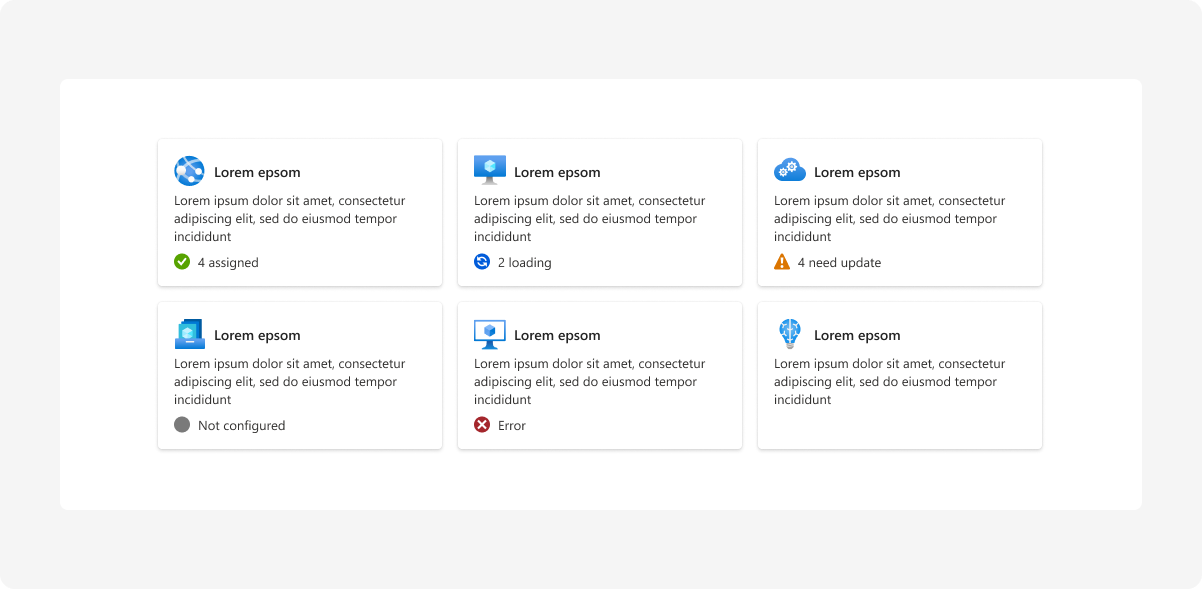 Lorem epsom
Lorem ipsum dolor sit amet, consectetur
adipiscing elit, sed do eiusmod tempor
incididunt
4 assigned
Lorem epsom
Lorem ipsum dolor sit amet, consectetur
adipiscing elit, sed do eiusmod tempor
incididunt
2 loading
Lorem epsom
Lorem ipsum dolor sit amet, consectetur
adipiscing elit, sed do eiusmod tempor
incididunt
4 need update
Lorem epsom
Lorem ipsum dolor sit amet, consectetur
adipiscing elit, sed do eiusmod tempor
incididunt
Not configured
Lorem epsom
Lorem ipsum dolor sit amet, consectetur
adipiscing elit, sed do eiusmod tempor
incididunt
Error
Lorem epsom
Lorem ipsum dolor sit amet, consectetur
adipiscing elit, sed do eiusmod tempor
incididunt